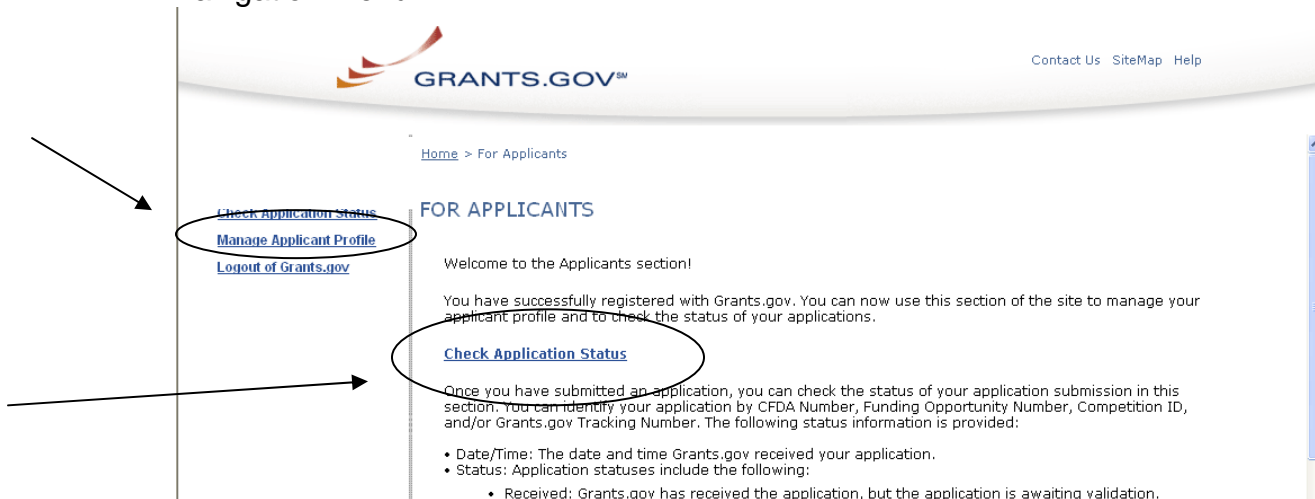 GRANTS.GOV℠
Contact Us SiteMap Help
Home > For Applicants
Check Application Status
Manage Applicant Profile
Logout of Grants.gov
FOR APPLICANTS
Welcome to the Applicants section!
You have successfully registered with Grants.gov. You can now use this section of the site to manage your
applicant profile and to check the status of your applications.
Check Application Status
Once you have submitted an application, you can check the status of your application submission in this
section. You can identify your application by CFDA Number, Funding Opportunity Number, Competition ID,
and/or Grants.gov Tracking Number. The following status information is provided:
• Date/Time: The date and time Grants.gov received your application.
• Status: Application statuses include the following:
• Received: Grants.gov has received the application, but the application is awaiting validation.